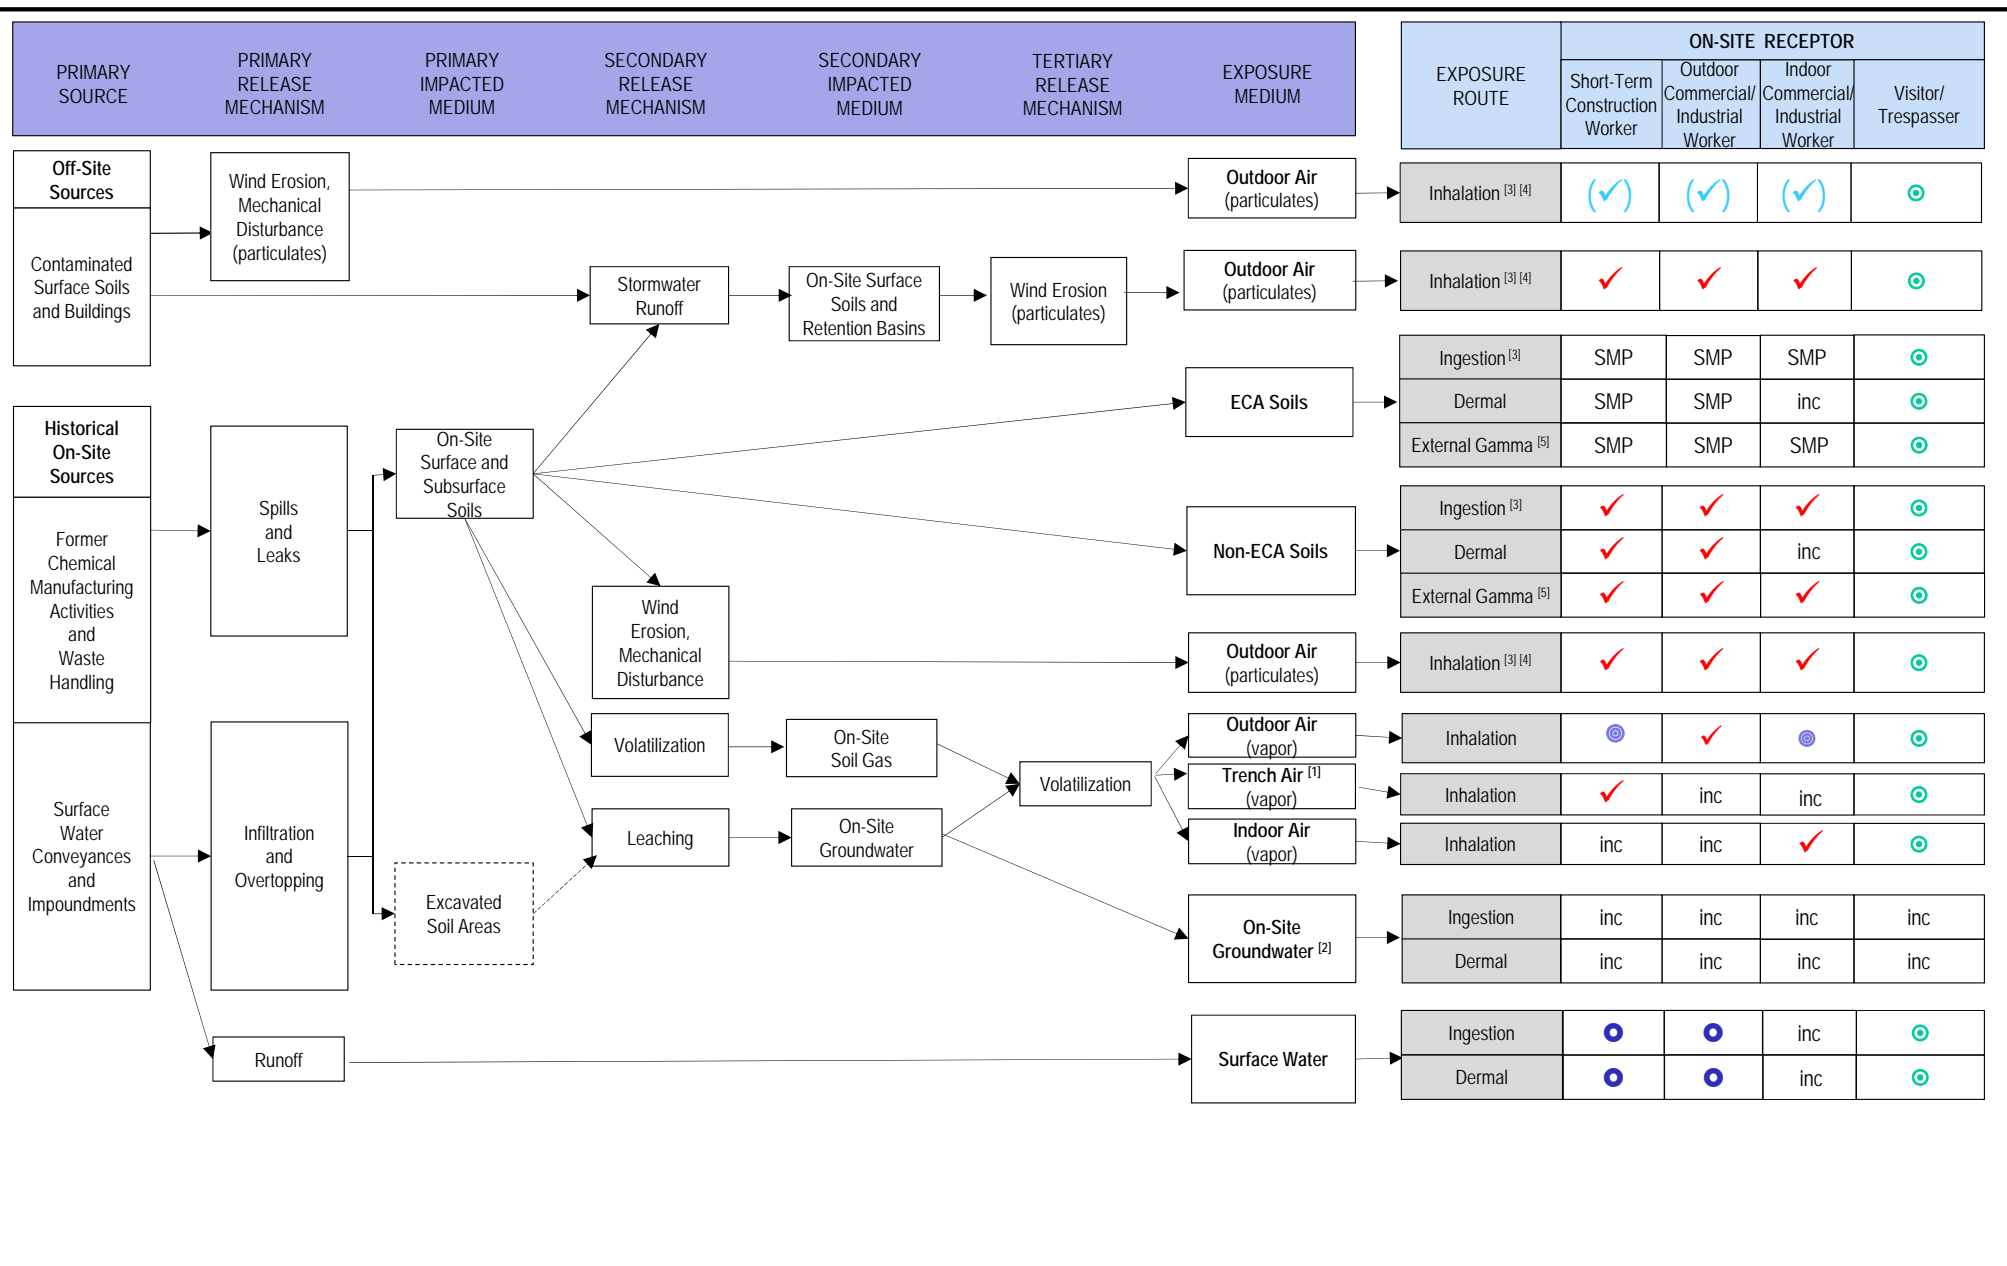 PRIMARY
SOURCE
PRIMARY
RELEASE
MECHANISM
PRIMARY
IMPACTED
MEDIUM
SECONDARY
RELEASE
MECHANISM
SECONDARY
IMPACTED
MEDIUM
TERTIARY
RELEASE
MECHANISM
EXPOSURE
MEDIUM
EXPOSURE
ROUTE
ON-SITE RECEPTOR
Short-Term
Construction
Worker
Outdoor
Commercial/
Industrial
Worker
Indoor
Commercial/
Industrial
Worker
Visitor/
Trespasser
Off-Site
Sources
Contaminated
Surface Soils
and Buildings
Wind Erosion,
Mechanical
Disturbance
(particulates)
Outdoor Air
(particulates)
Inhalation [3] [4]
(✓) (✓) (✓)
Stormwater
Runoff
On-Site Surface
Soils and
Retention Basins
Wind Erosion
(particulates)
Outdoor Air
(particulates)
Inhalation [3] [4]
✓ ✓ ✓
ECA Soils
Ingestion [3] SMP SMP SMP
Dermal SMP SMP inc
External Gamma [5] SMP SMP SMP
Historical
On-Site
Sources
Former
Chemical
Manufacturing
Activities
and
Waste
Handling
Surface
Water
Conveyances
and
Impoundments
Spills
and
Leaks
Infiltration
and
Overtopping
Runoff
On-Site
Surface and
Subsurface
Soils
Excavated
Soil Areas
Non-ECA Soils
Ingestion [3] ✓ ✓ ✓
Dermal ✓ ✓ inc
External Gamma [5] ✓ ✓ ✓
Wind
Erosion,
Mechanical
Disturbance
Outdoor Air
(particulates)
Inhalation [3] [4] ✓ ✓ ✓
Volatilization
On-Site
Soil Gas
Leaching
On-Site
Groundwater
Volatilization
Outdoor Air
(vapor)
Inhalation ✓
Trench Air [1]
(vapor)
Inhalation ✓ inc inc
Indoor Air
(vapor)
Inhalation inc inc ✓
On-Site
Groundwater [2]
Ingestion inc inc inc inc
Dermal inc inc inc inc
Surface Water
Ingestion inc
Dermal inc